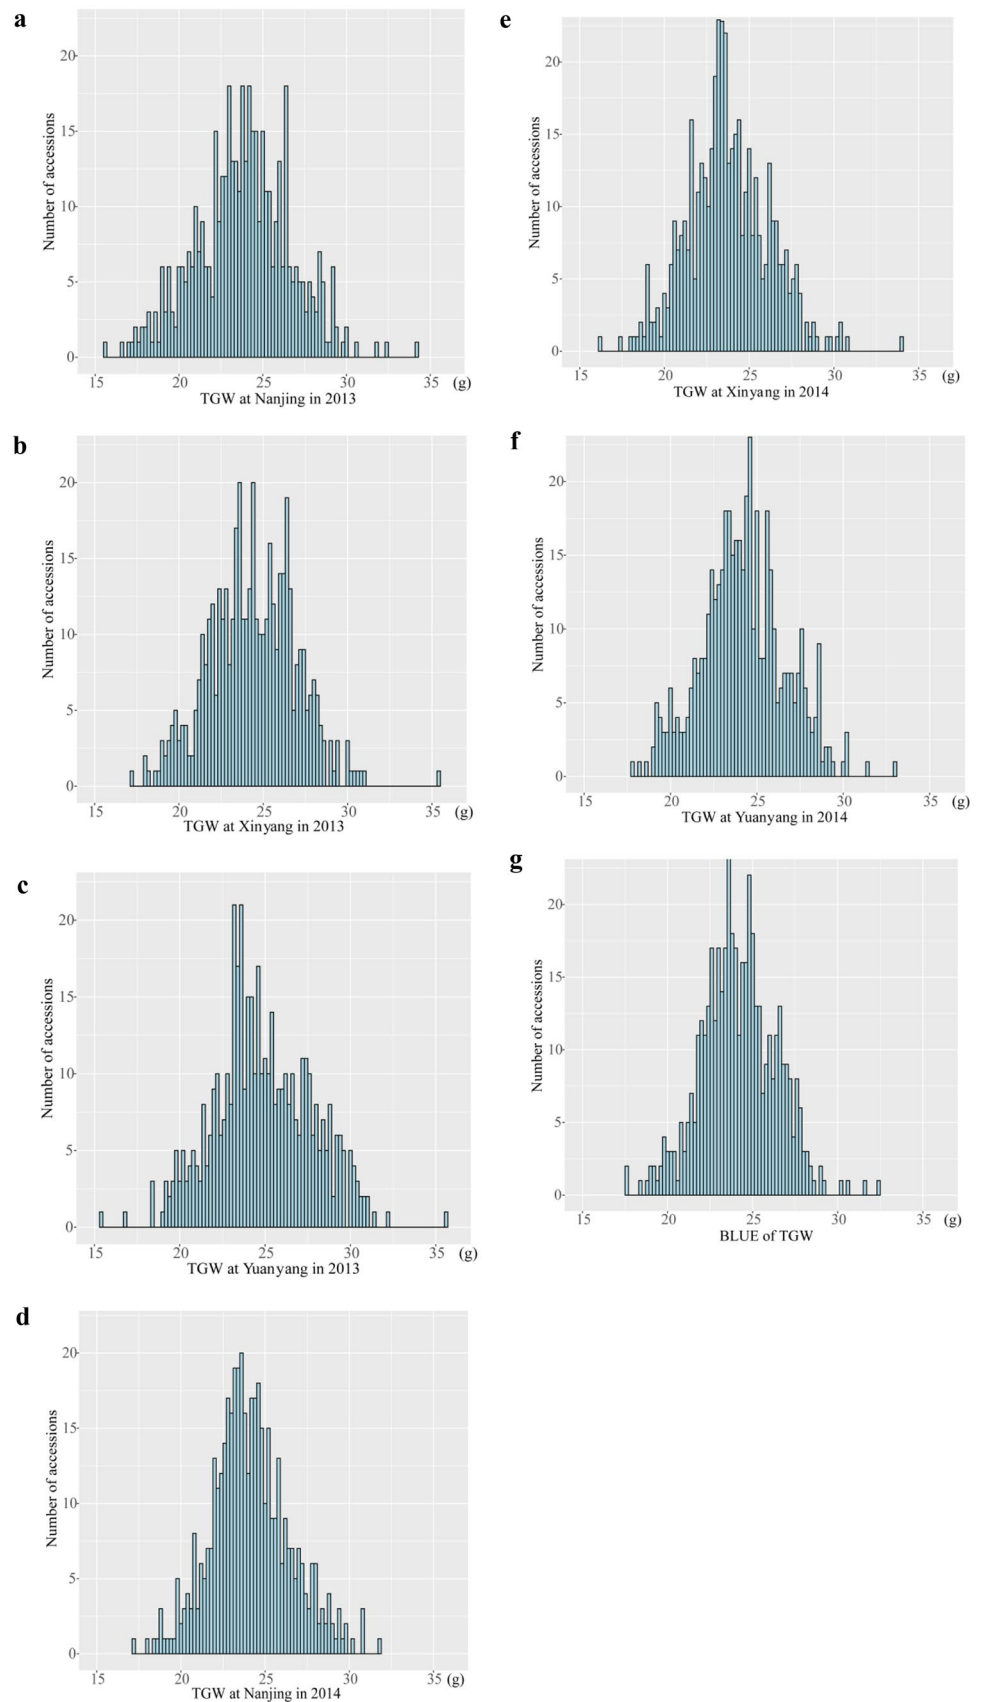 a
Number of accessions
20
15
10
5
0
15 20 25 30 35 (g)
TGW at Nanjing in 2013
b
Number of accessions
20
15
10
5
0
15 20 25 30 35 (g)
TGW at Xinyang in 2013
c
Number of accessions
20
15
10
5
0
15 20 25 30 35 (g)
TGW at Yuanyang in 2013
d
Number of accessions
20
15
10
5
0
15 20 25 30 35 (g)
TGW at Nanjing in 2014
e
Number of accessions
20
15
10
5
0
15 20 25 30 35 (g)
TGW at Xinyang in 2014
f
Number of accessions
20
15
10
5
0
15 20 25 30 35 (g)
TGW at Yuanyang in 2014
g
Number of accessions
20
15
10
5
0
15 20 25 30 35 (g)
BLUE of TGW